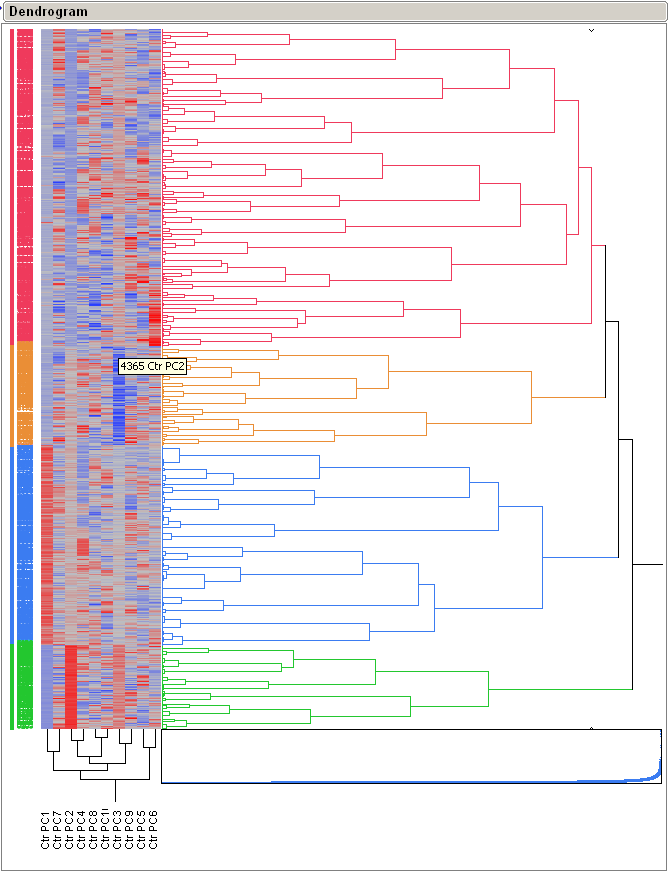 Dendrogram
4365 Ctr PC2
Ctr PC1
Ctr PC7
Ctr PC2
Ctr PC4
Ctr PC8
Ctr PC1
Ctr PC3
Ctr PC9
Ctr PC5
Ctr PC6